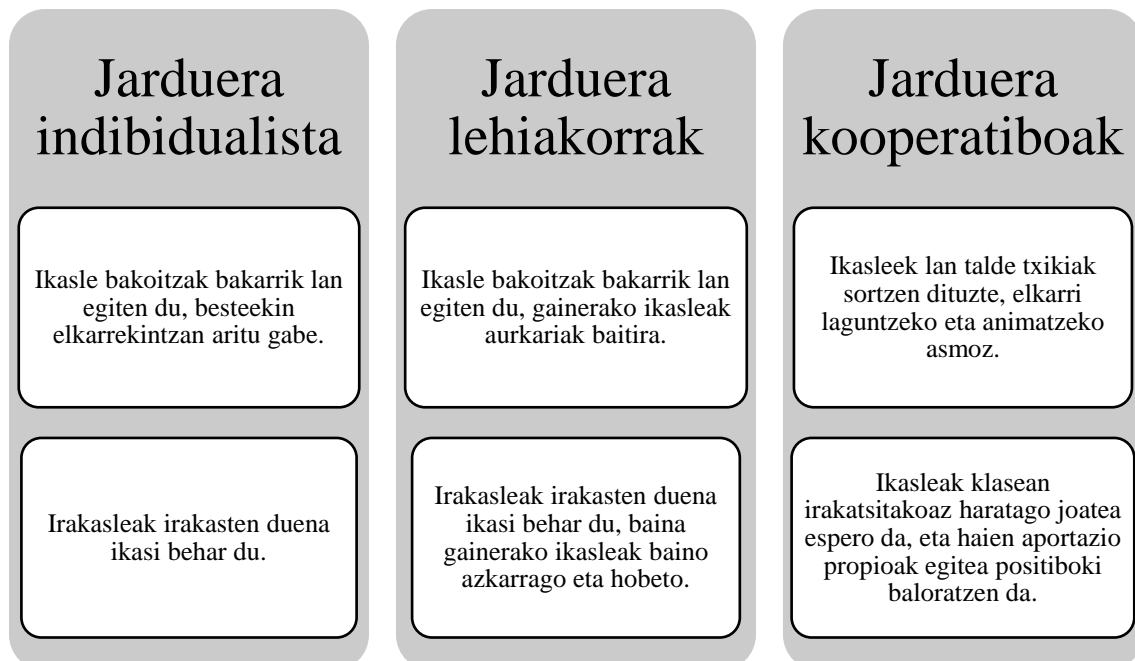 Jarduera
indibidualista
Ikasle bakoitzak bakarrik lan
egiten du, besteekin
elkarrekintzan aritu gabe.
Irakasleak irakasten duena
ikasi behar du.
Jarduera
lehiakorrak
Ikasle bakoitzak bakarrik lan
egiten du, gainerako ikasleak
aurkariak baitira.
Irakasleak irakasten duena
ikasi behar du, baina
gainerako ikasleak baino
azkarrago eta hobeto.
Jarduera
kooperatiboak
Ikasleek lan talde txikiak
sortzen dituzte, elkarri
laguntzeko eta animatzeko
asmoz.
Ikasleak klasean
irakatsitakoaz haratago joatea
espero da, eta haien aportazio
propioak egitea positiboki
baloratzen da.